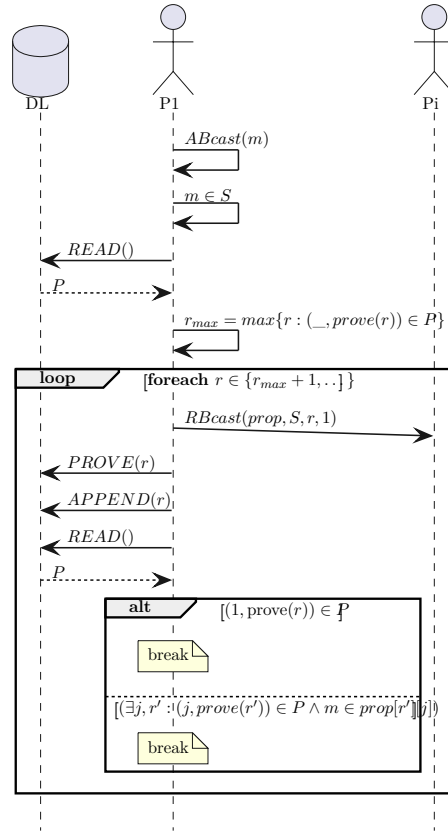 DL P1 Pi
ABcast(m)
m ∈ S
READ()
P
r_max = max{r : (_, prove(r)) ∈ P}
loop [foreach r ∈ {r_max + 1, ..] }
RBcast(prop, S, r, 1)
PROVE(r)
APPEND(r)
READ()
P
alt [(1, prove(r)) ∈ P]
break
[(∃j, r' : (j, prove(r')) ∈ P ∧ m ∈ prop[r'][j])]
break